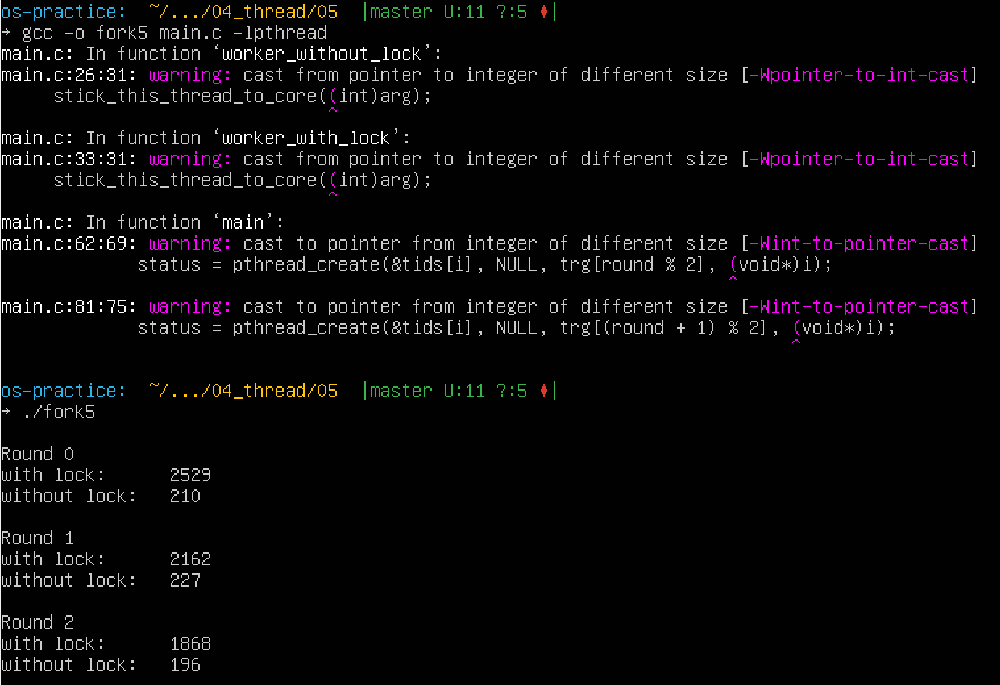 os-practice:  ~/.../04_thread/05  |master U:11 ?:5 ♦|
→ gcc -o fork5 main.c -lpthread
main.c: In function ‘worker_without_lock’:
main.c:26:31: warning: cast from pointer to integer of different size [-Wpointer-to-int-cast]
     stick_this_thread_to_core((int)arg);
                               ^
main.c: In function ‘worker_with_lock’:
main.c:33:31: warning: cast from pointer to integer of different size [-Wpointer-to-int-cast]
     stick_this_thread_to_core((int)arg);
                               ^
main.c: In function ‘main’:
main.c:62:69: warning: cast to pointer from integer of different size [-Wint-to-pointer-cast]
             status = pthread_create(&tids[i], NULL, trg[round % 2], (void*)i);
                                                                     ^
main.c:81:75: warning: cast to pointer from integer of different size [-Wint-to-pointer-cast]
             status = pthread_create(&tids[i], NULL, trg[(round + 1) % 2], (void*)i);
                                                                           ^
os-practice:  ~/.../04_thread/05  |master U:11 ?:5 ♦|
→ ./fork5
Round 0
with lock:      2529
without lock:   210
Round 1
with lock:      2162
without lock:   227
Round 2
with lock:      1868
without lock:   196